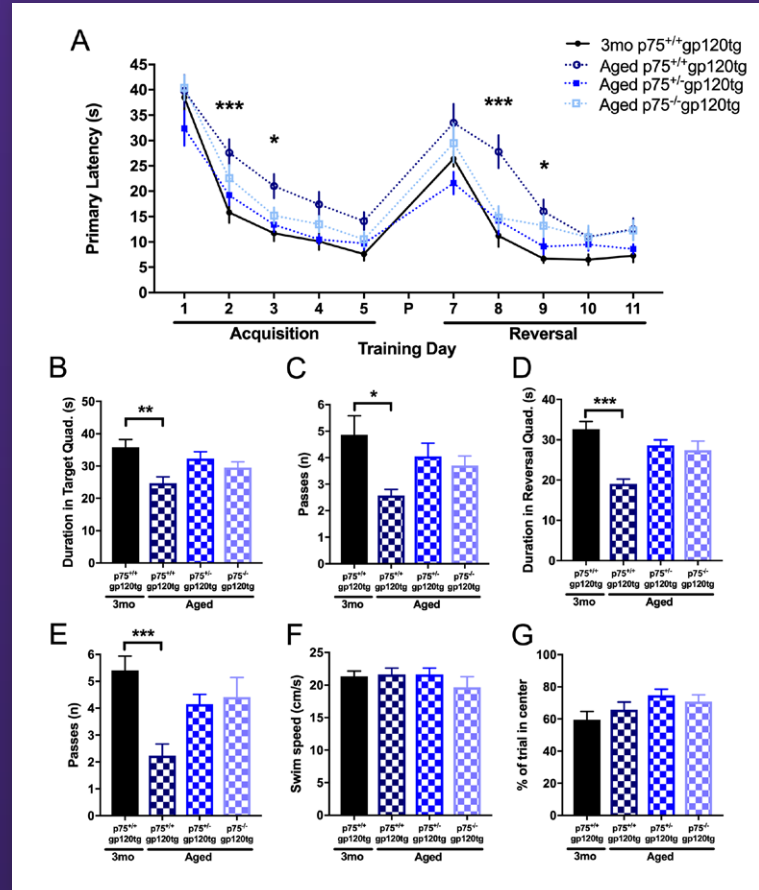 A
3mo p75+/+gp120tg
Aged p75+/+gp120tg
Aged p75+/-gp120tg
Aged p75-/-gp120tg
Primary Latency (s)
45
40
35
30
25
20
15
10
5
0
***
*
***
*
1 2 3 4 5 P 7 8 9 10 11
Acquisition Reversal
Training Day
B
Duration in Target Quad. (s)
50
40
30
20
10
0
**
p75+/+ p75+/+ p75+/- p75-/-
gp120tg gp120tg gp120tg gp120tg
3mo Aged
C
Passes (n)
6
5
4
3
2
1
0
*
p75+/+ p75+/+ p75+/- p75-/-
gp120tg gp120tg gp120tg gp120tg
3mo Aged
D
Duration in Reversal Quad. (s)
40
30
20
10
0
***
p75+/+ p75+/+ p75+/- p75-/-
gp120tg gp120tg gp120tg gp120tg
3mo Aged
E
Passes (n)
6
5
4
3
2
1
0
***
p75+/+ p75+/+ p75+/- p75-/-
gp120tg gp120tg gp120tg gp120tg
3mo Aged
F
Swim speed (cm/s)
25
20
15
10
5
0
p75+/+ p75+/+ p75+/- p75-/-
gp120tg gp120tg gp120tg gp120tg
3mo Aged
G
% of trial in center
100
80
60
40
20
0
p75+/+ p75+/+ p75+/- p75-/-
gp120tg gp120tg gp120tg gp120tg
3mo Aged